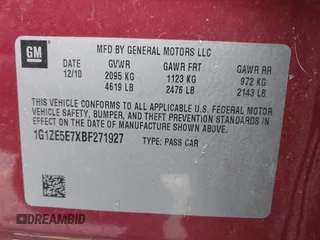 GM
MFD BY GENERAL MOTORS LLC
DATE GVWR GAWR FRT GAWR RR
12/10 2095 KG 1123 KG 972 KG
4619 LB 2476 LB 2143 LB
THIS VEHICLE CONFORMS TO ALL APPLICABLE U.S. FEDERAL MOTOR
VEHICLE SAFETY, BUMPER, AND THEFT PREVENTION STANDARDS IN
EFFECT ON THE DATE OF MANUFACTURE SHOWN ABOVE.
1G1ZE5E7XBF271927 TYPE: PASS CAR
DREAMBID